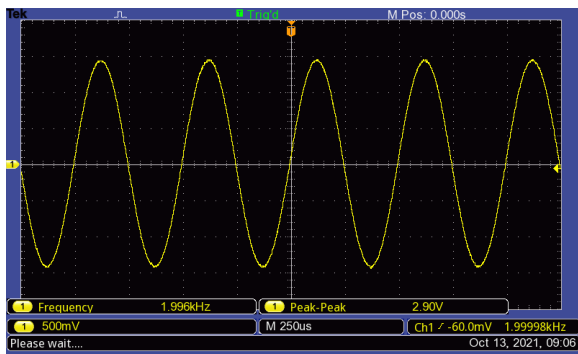 Tek Trig'd M Pos: 0.000s
T
1
1 Frequency 1.996kHz 1 Peak-Peak 2.90V
1 500mV M 250us Ch1 -60.0mV 1.99998kHz
Please wait.... Oct 13, 2021, 09:06